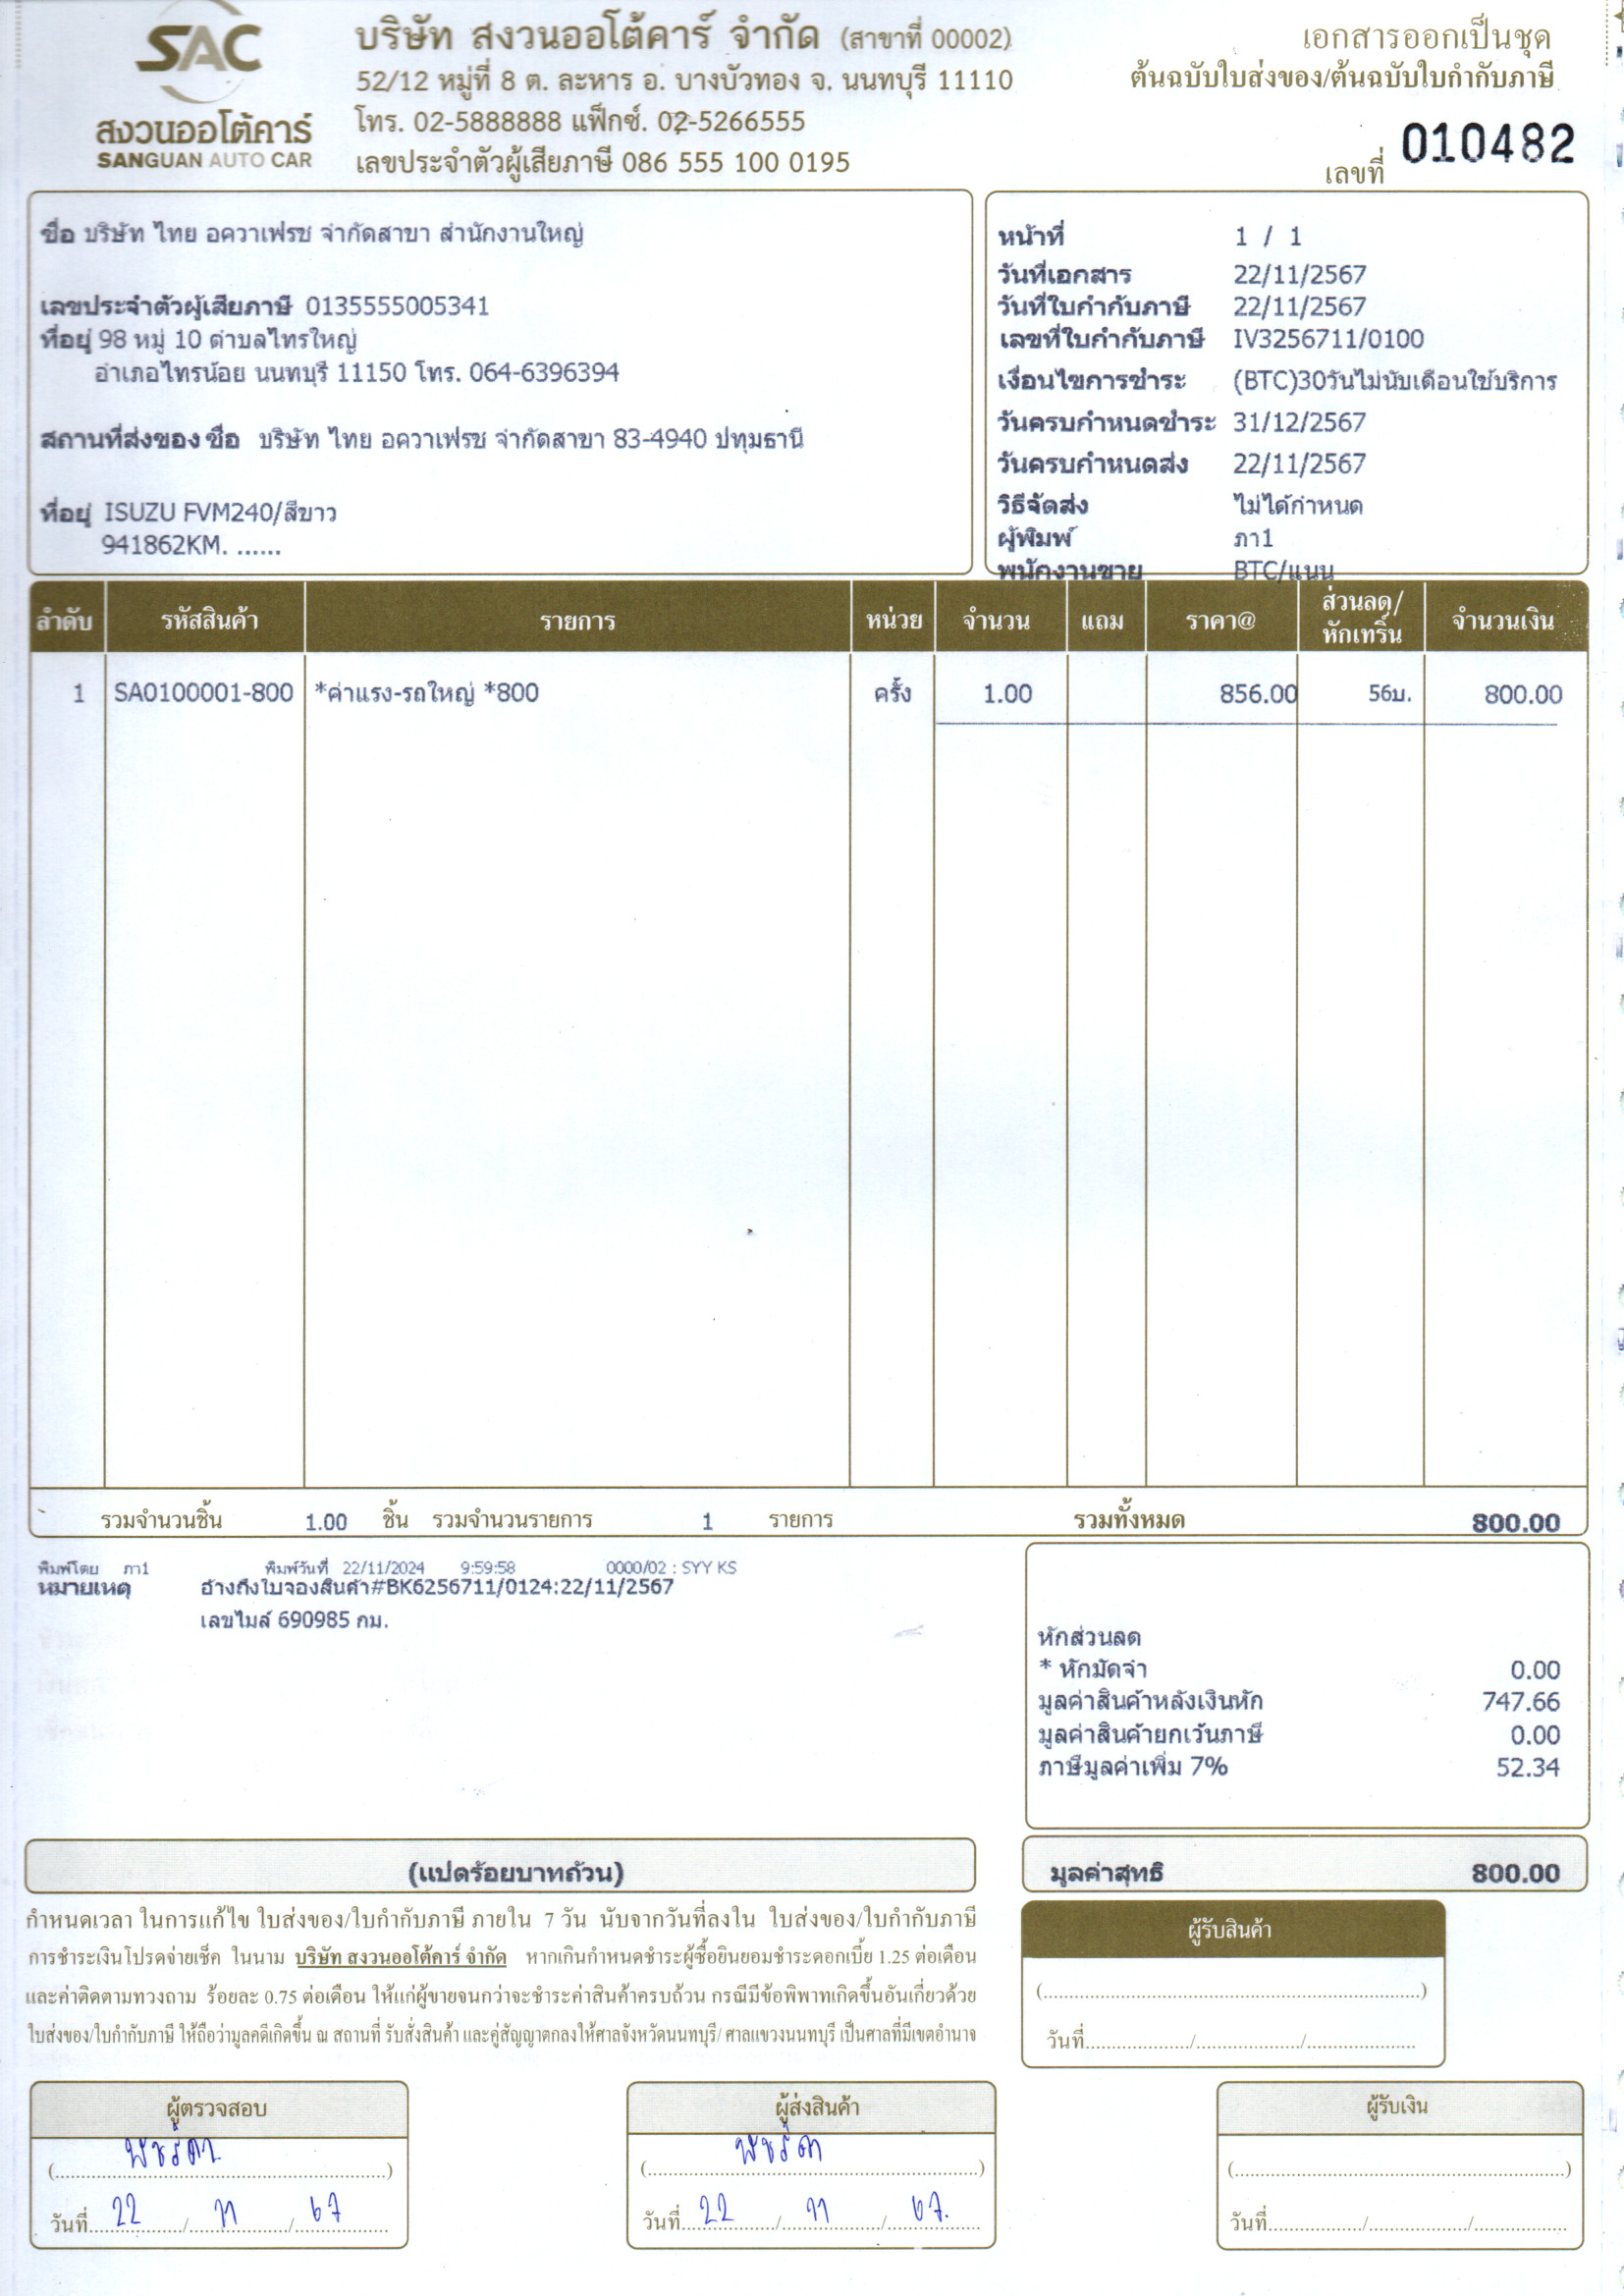 SAC
สงวนออโต้คาร์
SANGUAN AUTO CAR
บริษัท สงวนออโต้คาร์ จำกัด (สาขาที่ 00002)
52/12 หมู่ที่ 8 ต. ละหาร อ. บางบัวทอง จ. นนทบุรี 11110
โทร. 02-5888888 แฟ็กซ์. 02-5266555
เลขประจำตัวผู้เสียภาษี 086 555 100 0195
เอกสารออกเป็นชุด
ต้นฉบับใบส่งของ/ต้นฉบับใบกำกับภาษี
เลขที่ 010482
ชื่อ บริษัท ไทย อควาเฟรช จำกัดสาขา สำนักงานใหญ่
เลขประจำตัวผู้เสียภาษี 0135555005341
ที่อยู่ 98 หมู่ 10 ตำบลไทรใหญ่
อำเภอไทรน้อย นนทบุรี 11150 โทร. 064-6396394
สถานที่ส่งของ ชื่อ บริษัท ไทย อควาเฟรช จำกัดสาขา 83-4940 ปทุมธานี
ที่อยู่ ISUZU FVM240/สีขาว
941862KM. ......
หน้าที่ 1 / 1
วันที่เอกสาร 22/11/2567
วันที่ใบกำกับภาษี 22/11/2567
เลขที่ใบกำกับภาษี IV3256711/0100
เงื่อนไขการชำระ (BTC)30วันไม่นับเดือนใช้บริการ
วันครบกำหนดชำระ 31/12/2567
วันครบกำหนดส่ง 22/11/2567
วิธีจัดส่ง ไม่ได้กำหนด
ผู้พิมพ์ ภา1
พนักงานขาย BTC/แนน
ลำดับ รหัสสินค้า รายการ หน่วย จำนวน แถม ราคา@ ส่วนลด/หักเทริ์น จำนวนเงิน
1 SA0100001-800 *ค่าแรง-รถใหญ่ *800 ครั้ง 1.00 856.00 56บ. 800.00
รวมจำนวนชิ้น 1.00 ชิ้น รวมจำนวนรายการ 1 รายการ รวมทั้งหมด 800.00
พิมพ์โดย ภา1 พิมพ์วันที่ 22/11/2024 9:59:58 0000/02 : SYY KS
หมายเหตุ อ้างถึงใบจองสินค้า#BK6256711/0124:22/11/2567
เลขไมล์ 690985 กม.
หักส่วนลด
* หักมัดจำ 0.00
มูลค่าสินค้าหลังเงินหัก 747.66
มูลค่าสินค้ายกเว้นภาษี 0.00
ภาษีมูลค่าเพิ่ม 7% 52.34
(แปดร้อยบาทถ้วน)
มูลค่าสุทธิ 800.00
กำหนดเวลา ในการแก้ไข ใบส่งของ/ใบกำกับภาษี ภายใน 7 วัน นับจากวันที่ลงใน ใบส่งของ/ใบกำกับภาษี
การชำระเงินโปรดจ่ายเช็ค ในนาม บริษัท สงวนออโต้คาร์ จำกัด หากเกินกำหนดชำระผู้ซื้อยินยอมชำระดอกเบี้ย 1.25 ต่อเดือน
และค่าติดตามทวงถาม ร้อยละ 0.75 ต่อเดือน ให้แก่ผู้ขายจนกว่าจะชำระค่าสินค้าครบถ้วน กรณีมีข้อพิพาทเกิดขึ้นอันเกี่ยวด้วย
ใบส่งของ/ใบกำกับภาษี ให้ถือว่ามูลคดีเกิดขึ้น ณ สถานที่ รับสั่งสินค้า และคู่สัญญาตกลงให้ศาลจังหวัดนนทบุรี/ ศาลแขวงนนทบุรี เป็นศาลที่มีเขตอำนาจ
ผู้รับสินค้า
(..............................)
วันที่........../........../..........
ผู้ตรวจสอบ
(พัชร์ดา)
วันที่ 22 / 11 / 67
ผู้ส่งสินค้า
(พัชร์ดา)
วันที่ 22 / 11 / 67.
ผู้รับเงิน
(..............................)
วันที่........../........../..........